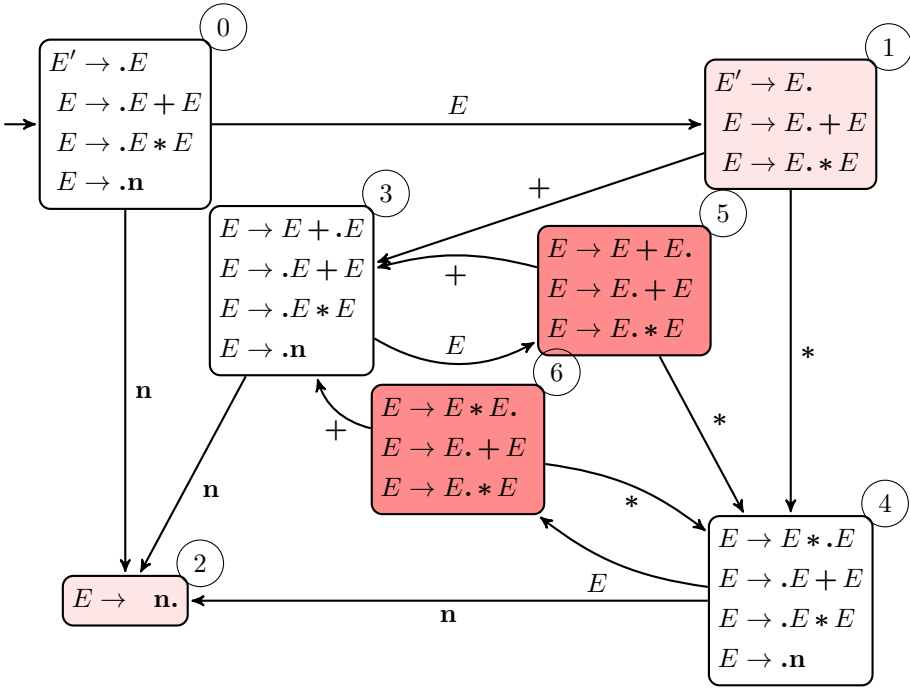 0
E′ → .E
E → .E + E
E → .E ∗ E
E → .n
E
1
E′ → E.
E → E. + E
E → E. ∗ E
+
3
E → E + .E
E → .E + E
E → .E ∗ E
E → .n
5
E → E + E.
E → E. + E
E → E. ∗ E
+
E
∗
n
6
E → E ∗ E.
E → E. + E
E → E. ∗ E
+
∗
n
∗
4
E → E ∗ .E
E → .E + E
E → .E ∗ E
E → .n
2
E → n.
E
n